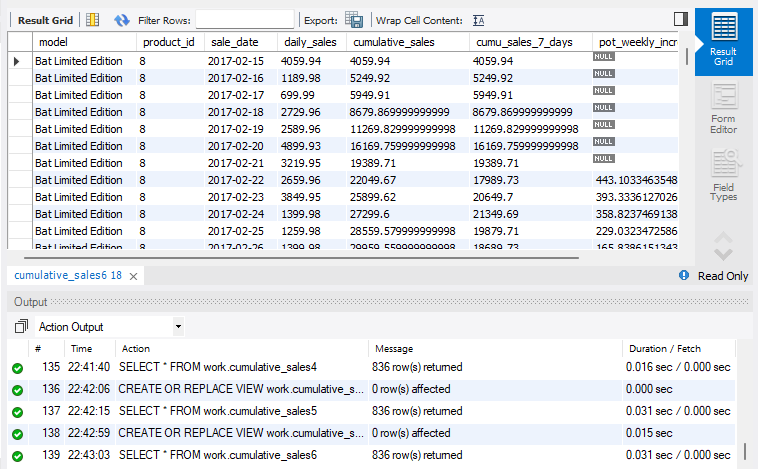 Result Grid Filter Rows: Export: Wrap Cell Content:
model product_id sale_date daily_sales cumulative_sales cumu_sales_7_days pot_weekly_incr
Bat Limited Edition 8 2017-02-15 4059.94 4059.94 4059.94 NULL
Bat Limited Edition 8 2017-02-16 1189.98 5249.92 5249.92 NULL
Bat Limited Edition 8 2017-02-17 699.99 5949.91 5949.91 NULL
Bat Limited Edition 8 2017-02-18 2729.96 8679.869999999999 8679.869999999999 NULL
Bat Limited Edition 8 2017-02-19 2589.96 11269.829999999998 11269.829999999998 NULL
Bat Limited Edition 8 2017-02-20 4899.93 16169.759999999998 16169.759999999998 NULL
Bat Limited Edition 8 2017-02-21 3219.95 19389.71 19389.71 NULL
Bat Limited Edition 8 2017-02-22 2659.96 22049.67 17989.73 443.1033463548
Bat Limited Edition 8 2017-02-23 3849.95 25899.62 20649.7 393.3336127026
Bat Limited Edition 8 2017-02-24 1399.98 27299.6 21349.69 358.8237469138
Bat Limited Edition 8 2017-02-25 1259.98 28559.579999999998 19879.71 229.0323472586
Bat Limited Edition 8 2017-02-26 1399.98 29959.559999999998 18689.73 165.8386151343
Result
Grid
Form
Editor
Field
Types
cumulative_sales6 18 Read Only
Output
Action Output
# Time Action Message Duration / Fetch
135 22:41:40 SELECT * FROM work.cumulative_sales4 836 row(s) returned 0.016 sec / 0.000 sec
136 22:42:06 CREATE OR REPLACE VIEW work.cumulative_s... 0 row(s) affected 0.000 sec
137 22:42:15 SELECT * FROM work.cumulative_sales5 836 row(s) returned 0.031 sec / 0.000 sec
138 22:42:59 CREATE OR REPLACE VIEW work.cumulative_s... 0 row(s) affected 0.015 sec
139 22:43:03 SELECT * FROM work.cumulative_sales6 836 row(s) returned 0.031 sec / 0.000 sec